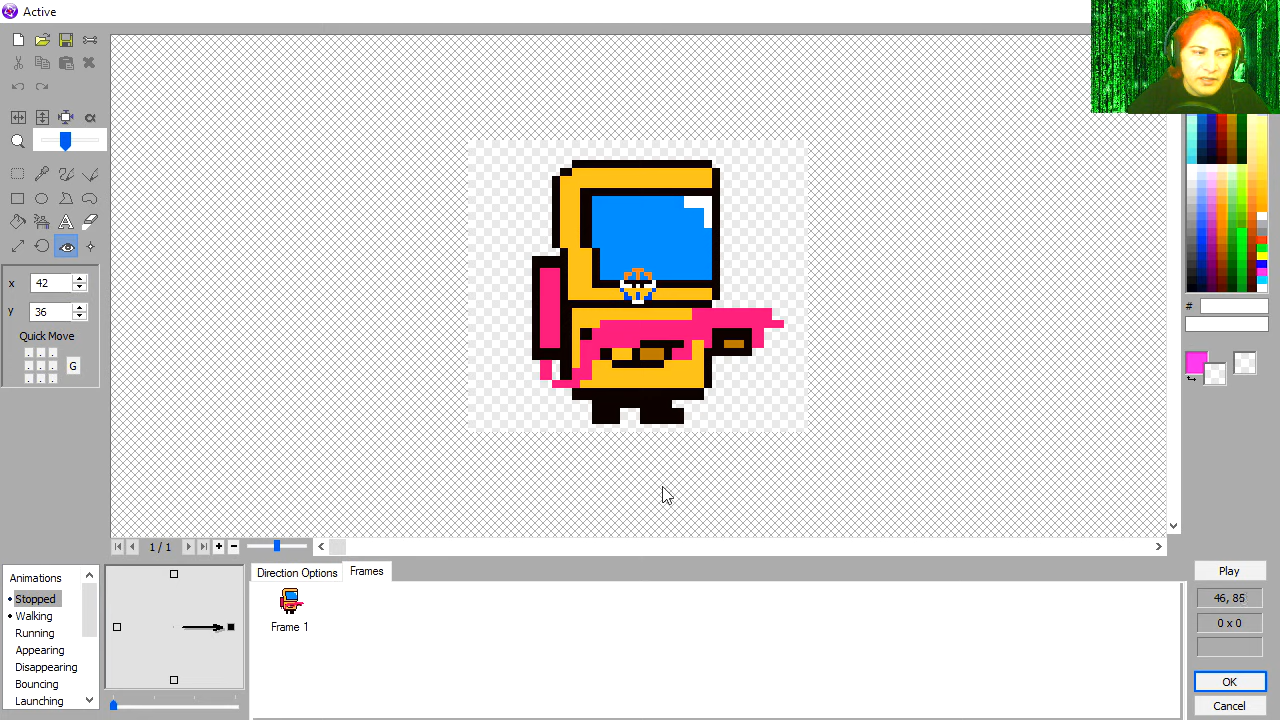 Active
x 42
y 36
Quick Move
G
#
1 / 1
Animations
Stopped
Walking
Running
Appearing
Disappearing
Bouncing
Launching
Direction Options
Frames
Frame 1
Play
46, 85
0 x 0
OK
Cancel